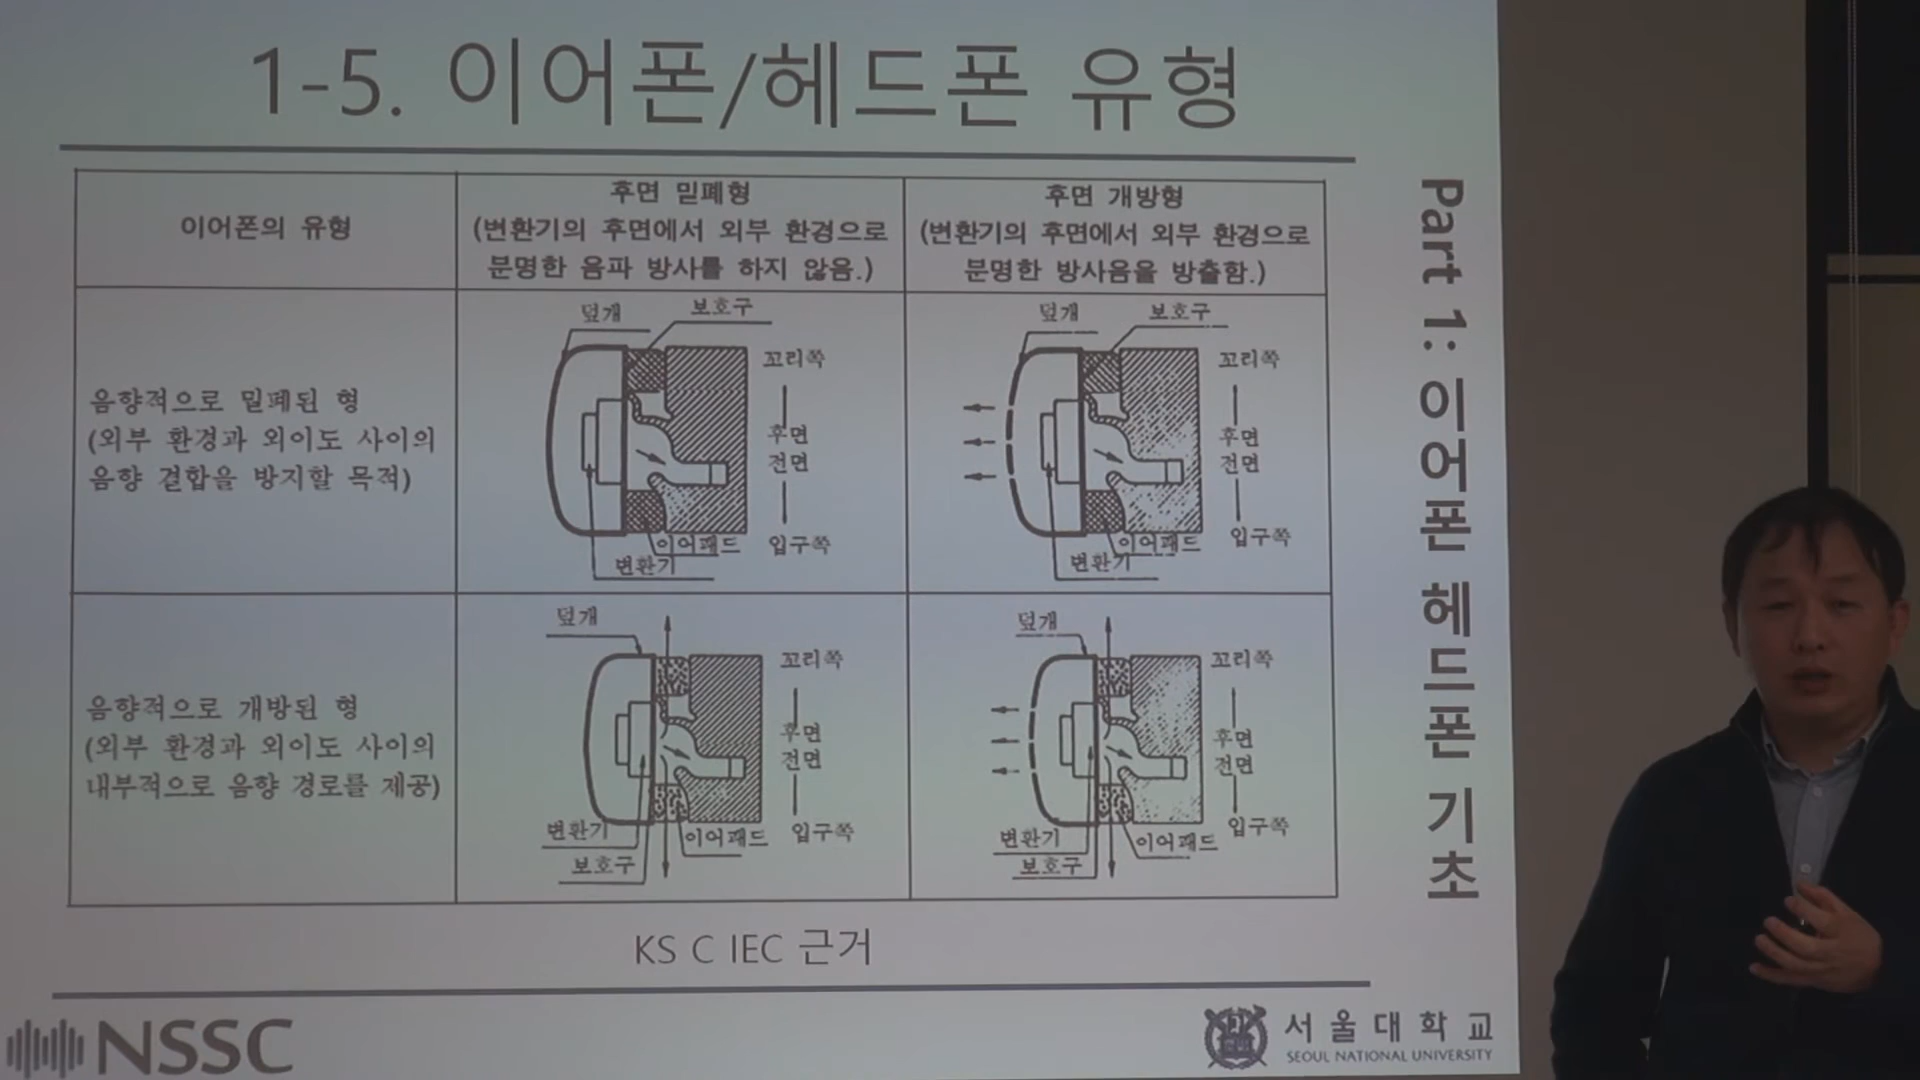 1-5. 이어폰/헤드폰 유형
이어폰의 유형
후면 밀폐형
(변환기의 후면에서 외부 환경으로
분명한 음파 방사를 하지 않음.)
후면 개방형
(변환기의 후면에서 외부 환경으로
분명한 방사음을 방출함.)
음향적으로 밀폐된 형
(외부 환경과 외이도 사이의
음향 결합을 방지할 목적)
덮개
보호구
꼬리쪽
후면
전면
입구쪽
이어패드
변환기
덮개
보호구
꼬리쪽
후면
전면
입구쪽
이어패드
변환기
음향적으로 개방된 형
(외부 환경과 외이도 사이의
내부적으로 음향 경로를 제공)
덮개
꼬리쪽
후면
전면
입구쪽
변환기
이어패드
보호구
덮개
꼬리쪽
후면
전면
입구쪽
변환기
이어패드
보호구
KS C IEC 근거
Part 1: 이어폰 헤드폰 기초
NSSC
서울대학교
SEOUL NATIONAL UNIVERSITY